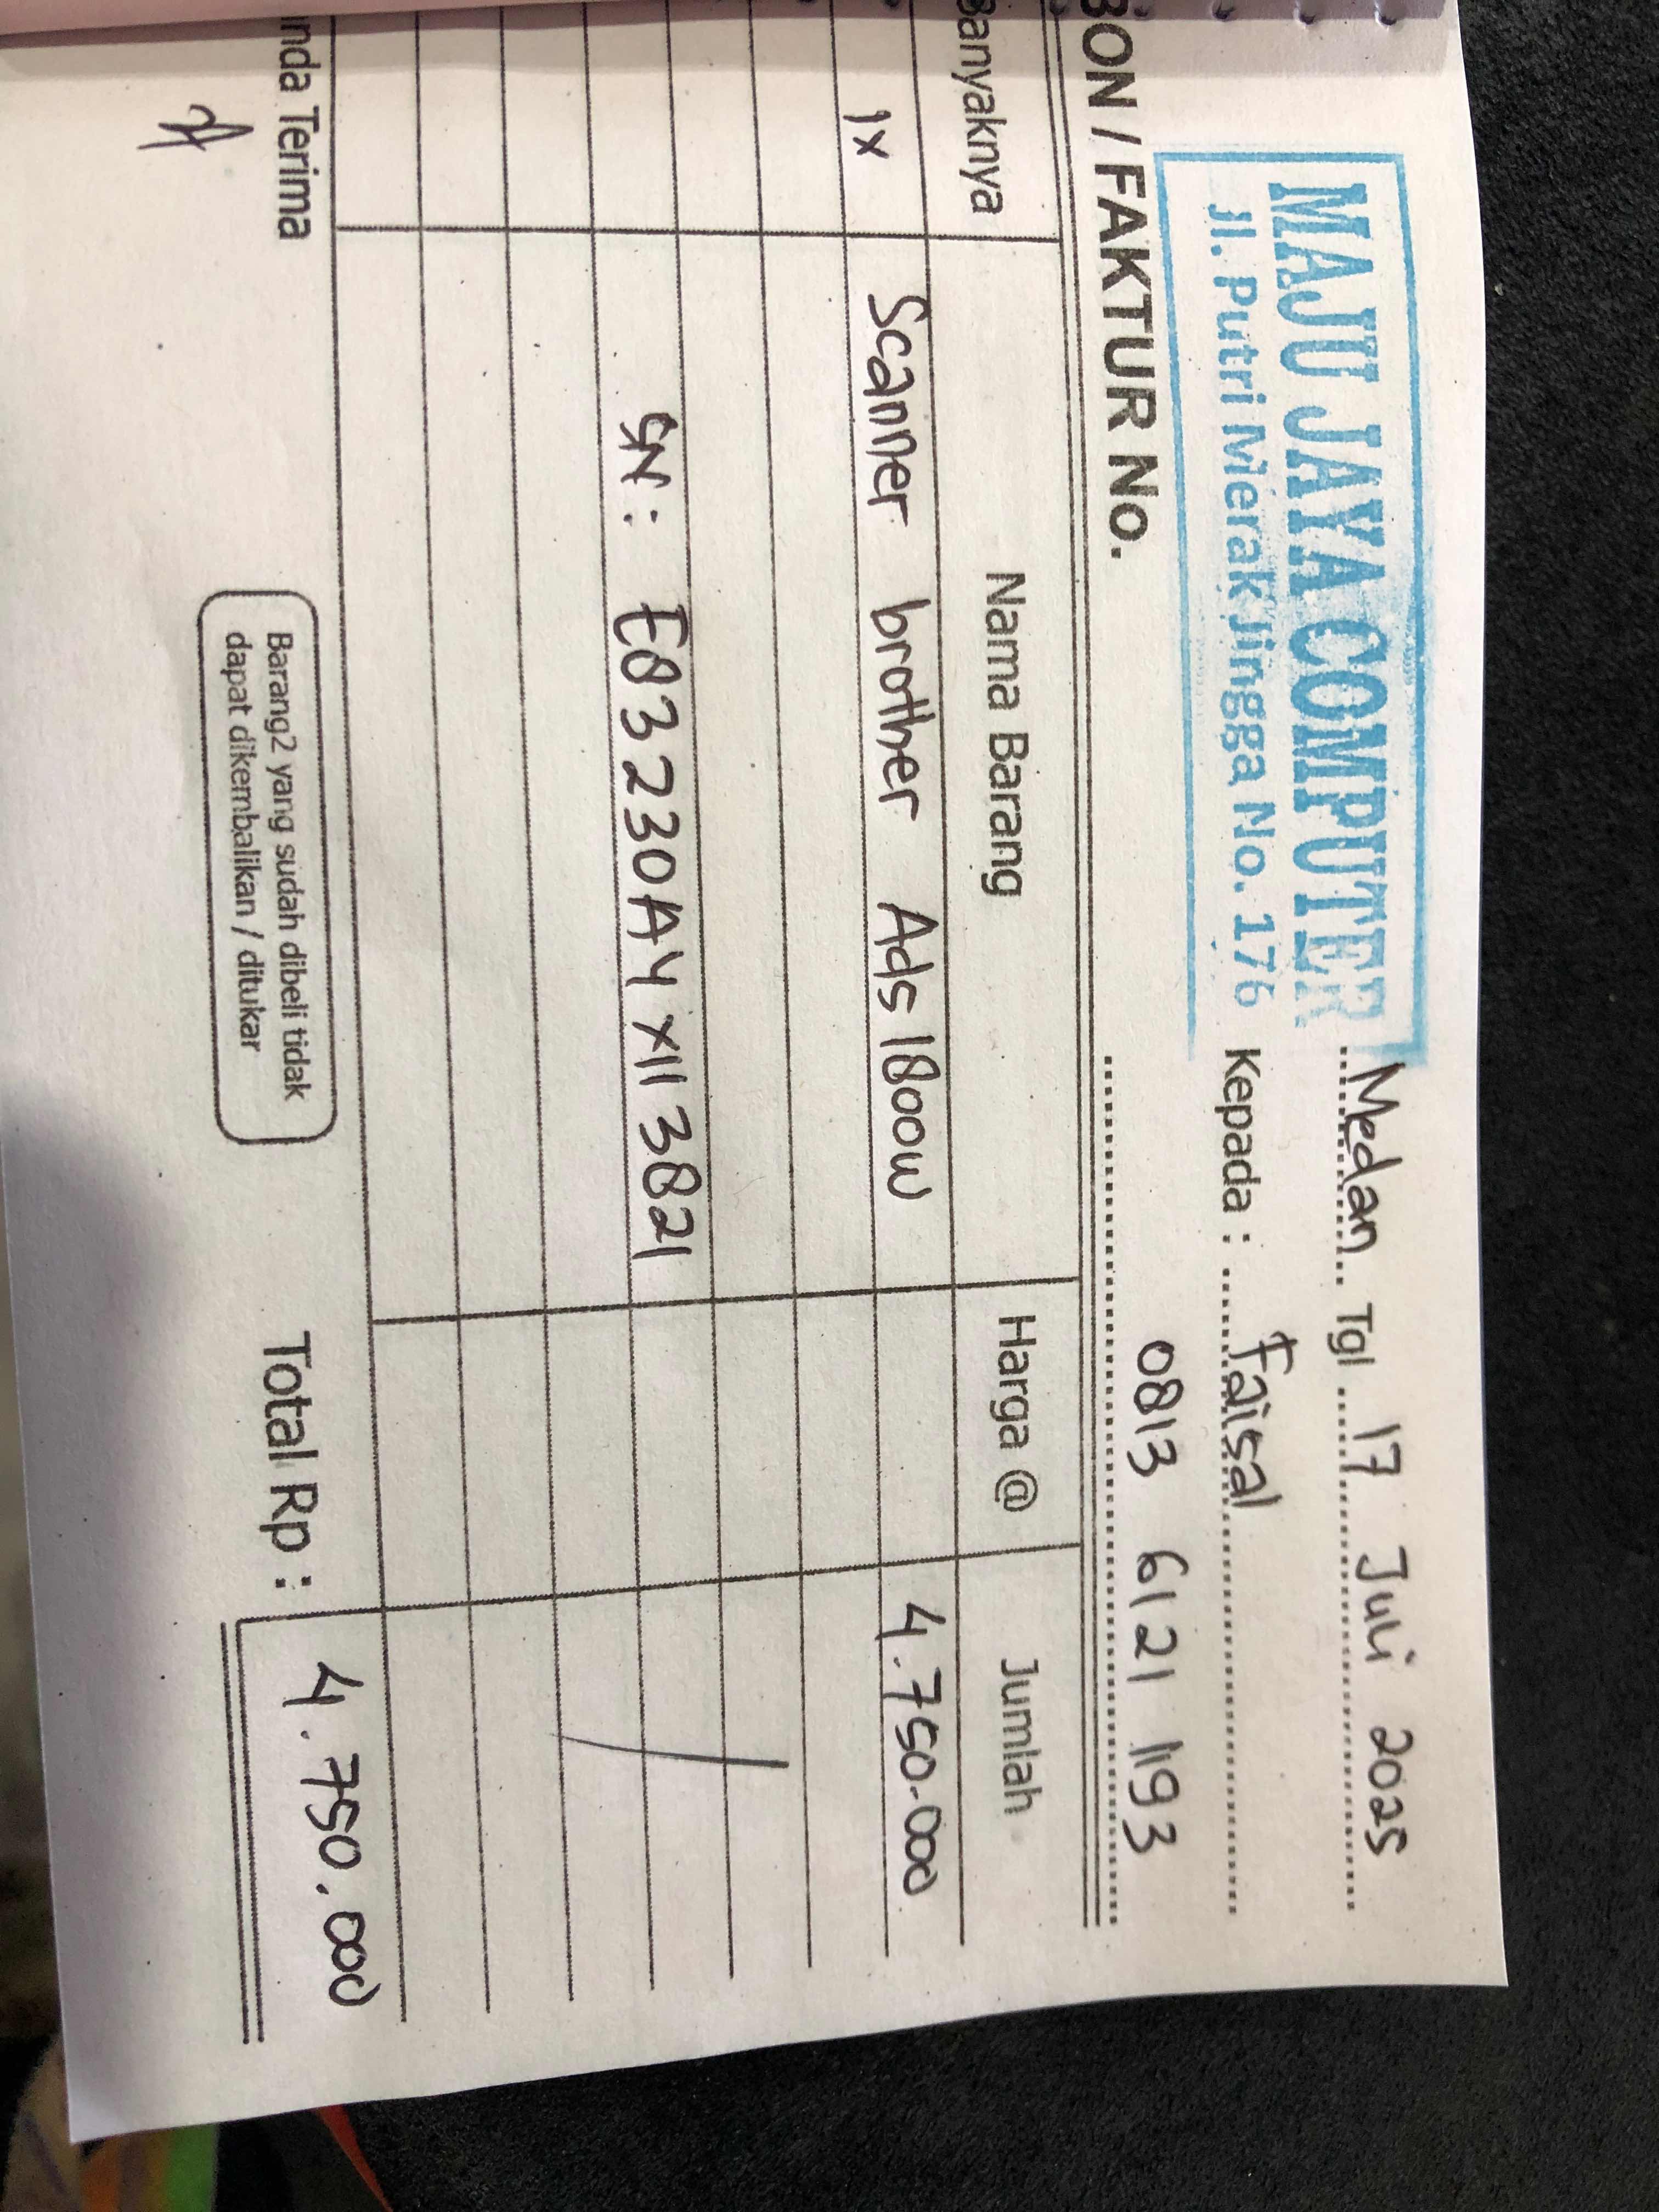 MAJU JAYA COMPUTER
Jl. Putri Merak Jingga No. 176
Medan Tgl 17 Juli 2025
Kepada : Faisal
0813 6121 1193
BON / FAKTUR No.
Banyaknya Nama Barang Harga @ Jumlah
1x Scanner brother Ads 1800w 4.750.000
SN : E83230A4X113821
nda Terima
Barang2 yang sudah dibeli tidak
dapat dikembalikan / ditukar
Total Rp : 4.750.000